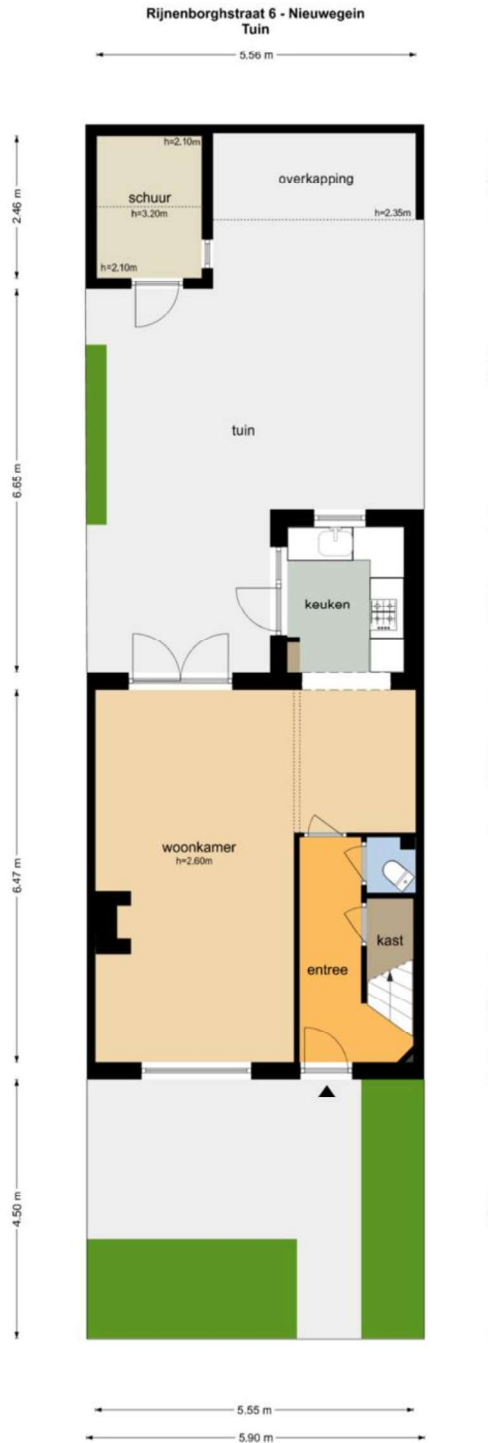 Rijnenborghstraat 6 - Nieuwegein
Tuin
5.56 m
h=2.10m
overkapping
schuur
h=3.20m
h=2.35m
h=2.10m
2.46 m
tuin
6.65 m
keuken
woonkamer
h=2.60m
6.47 m
kast
entree
4.50 m
5.55 m
5.90 m